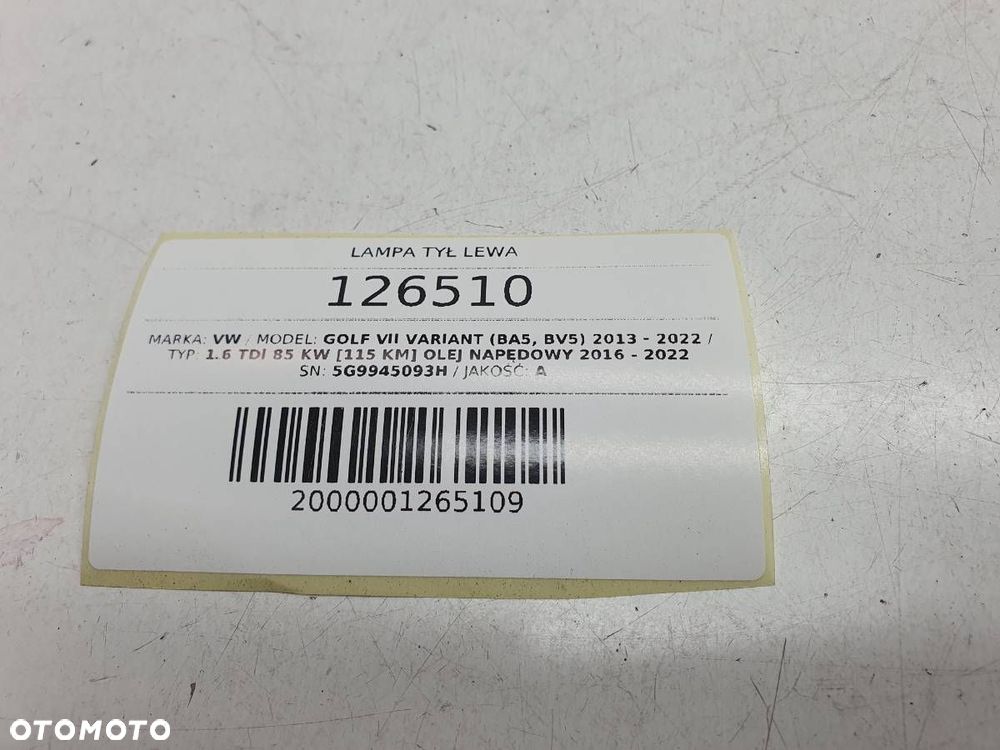 LAMPA TYŁ LEWA
126510
MARKA: VW / MODEL: GOLF VII VARIANT (BA5, BV5) 2013 - 2022 /
TYP: 1.6 TDI 85 KW [115 KM] OLEJ NAPĘDOWY 2016 - 2022
SN: 5G9945093H / JAKOŚĆ: A
2000001265109
OTOMOTO